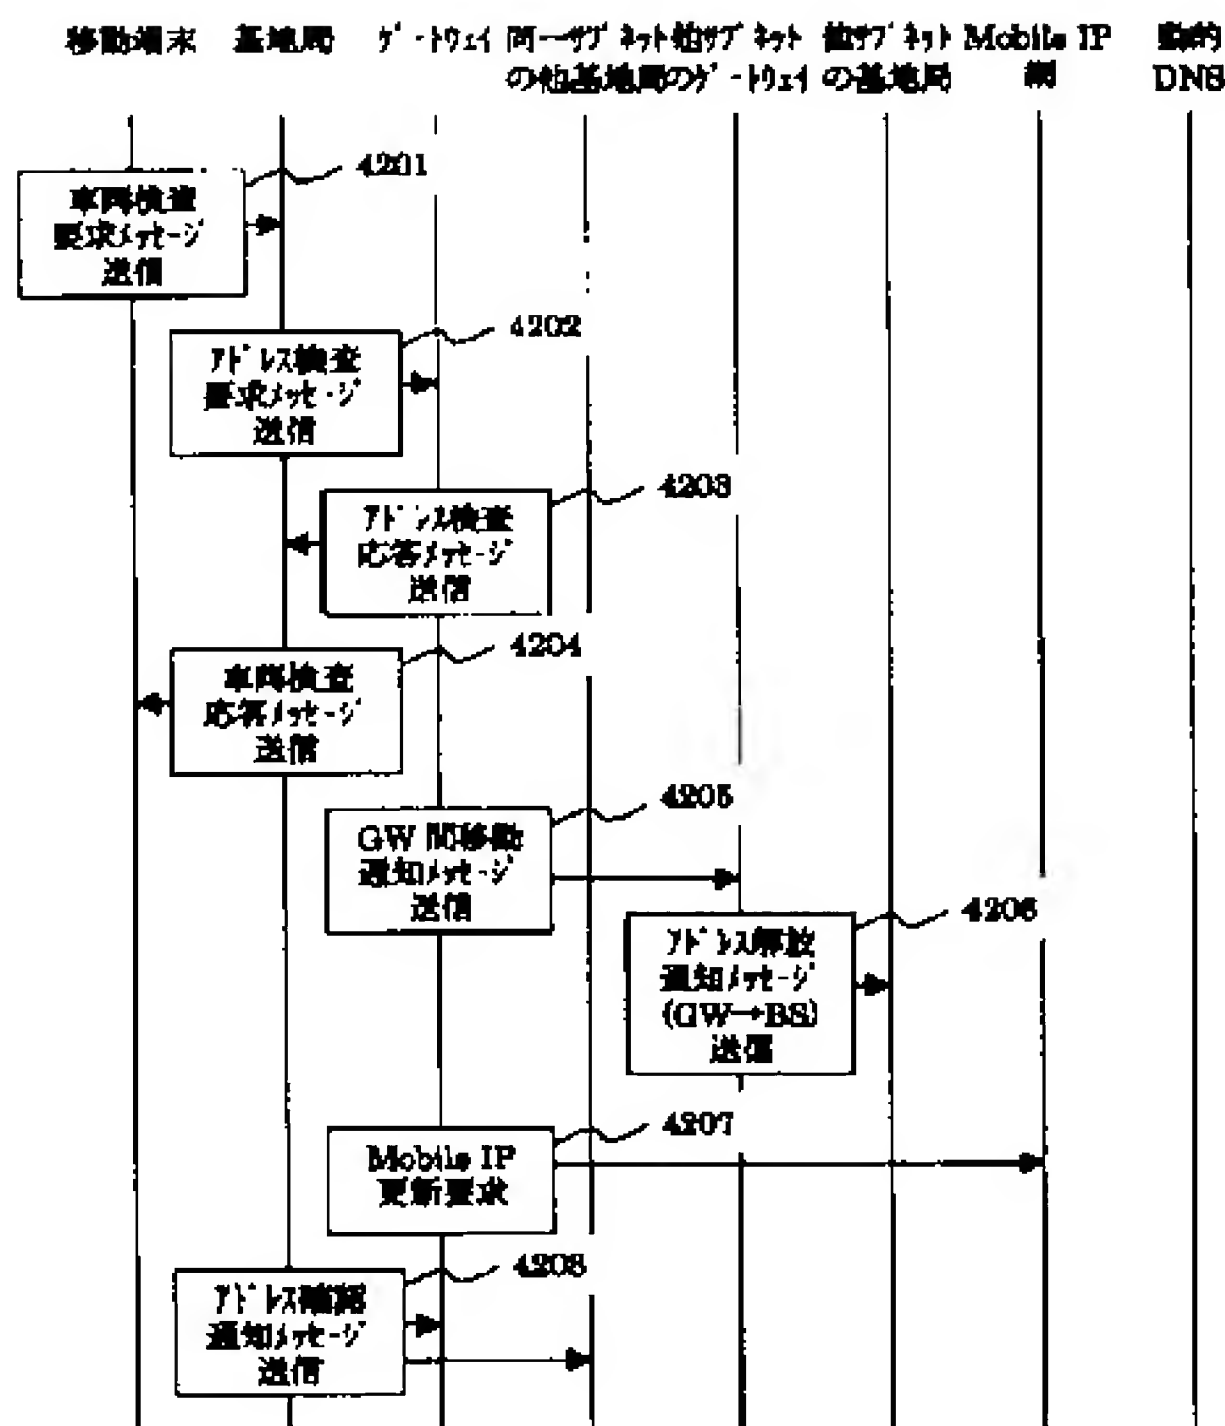 移動端末 基地局 ｹﾞｰﾄｳｪｲ 同一ｻﾌﾞﾈｯﾄ 他ｻﾌﾞﾈｯﾄ 他ｻﾌﾞﾈｯﾄ Mobile IP 動的
の他基地局 のｹﾞｰﾄｳｪｲ の基地局 網 DNS
4201
車両検査
要求ﾒｯｾｰｼﾞ
送信
4202
ｱﾄﾞﾚｽ検査
要求ﾒｯｾｰｼﾞ
送信
4203
ｱﾄﾞﾚｽ検査
応答ﾒｯｾｰｼﾞ
送信
4204
車両検査
応答ﾒｯｾｰｼﾞ
送信
4205
GW 間移動
通知ﾒｯｾｰｼﾞ
送信
4206
ｱﾄﾞﾚｽ解放
通知ﾒｯｾｰｼﾞ
(GW→BS)
送信
4207
Mobile IP
更新要求
4208
ｱﾄﾞﾚｽ確認
通知ﾒｯｾｰｼﾞ
送信